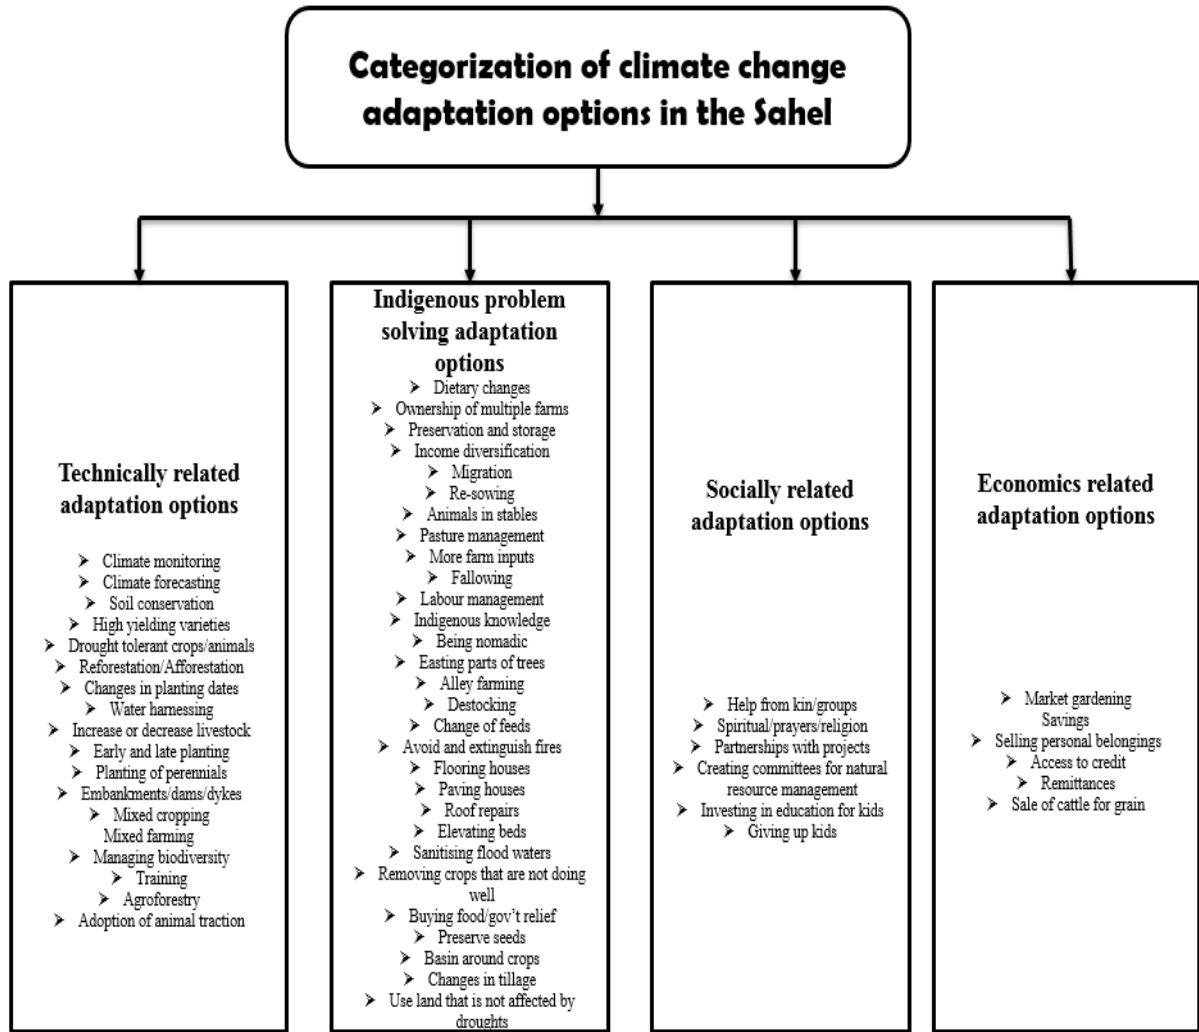 Categorization of climate change
adaptation options in the Sahel
Technically related
adaptation options
➢ Climate monitoring
➢ Climate forecasting
➢ Soil conservation
➢ High yielding varieties
➢ Drought tolerant crops/animals
➢ Reforestation/Afforestation
➢ Changes in planting dates
➢ Water harnessing
➢ Increase or decrease livestock
➢ Early and late planting
➢ Planting of perennials
➢ Embankments/dams/dykes
➢ Mixed cropping
Mixed farming
➢ Managing biodiversity
➢ Training
➢ Agroforestry
➢ Adoption of animal traction
Indigenous problem
solving adaptation
options
➢ Dietary changes
➢ Ownership of multiple farms
➢ Preservation and storage
➢ Income diversification
➢ Migration
➢ Re-sowing
➢ Animals in stables
➢ Pasture management
➢ More farm inputs
➢ Fallowing
➢ Labour management
➢ Indigenous knowledge
➢ Being nomadic
➢ Easting parts of trees
➢ Alley farming
➢ Destocking
➢ Change of feeds
➢ Avoid and extinguish fires
➢ Flooring houses
➢ Paving houses
➢ Roof repairs
➢ Elevating beds
➢ Sanitising flood waters
➢ Removing crops that are not doing
well
➢ Buying food/gov’t relief
➢ Preserve seeds
➢ Basin around crops
➢ Changes in tillage
➢ Use land that is not affected by
droughts
Socially related
adaptation options
➢ Help from kin/groups
➢ Spiritual/prayers/religion
➢ Partnerships with projects
➢ Creating committees for natural
resource management
➢ Investing in education for kids
➢ Giving up kids
Economics related
adaptation options
➢ Market gardening
Savings
➢ Selling personal belongings
➢ Access to credit
➢ Remittances
➢ Sale of cattle for grain